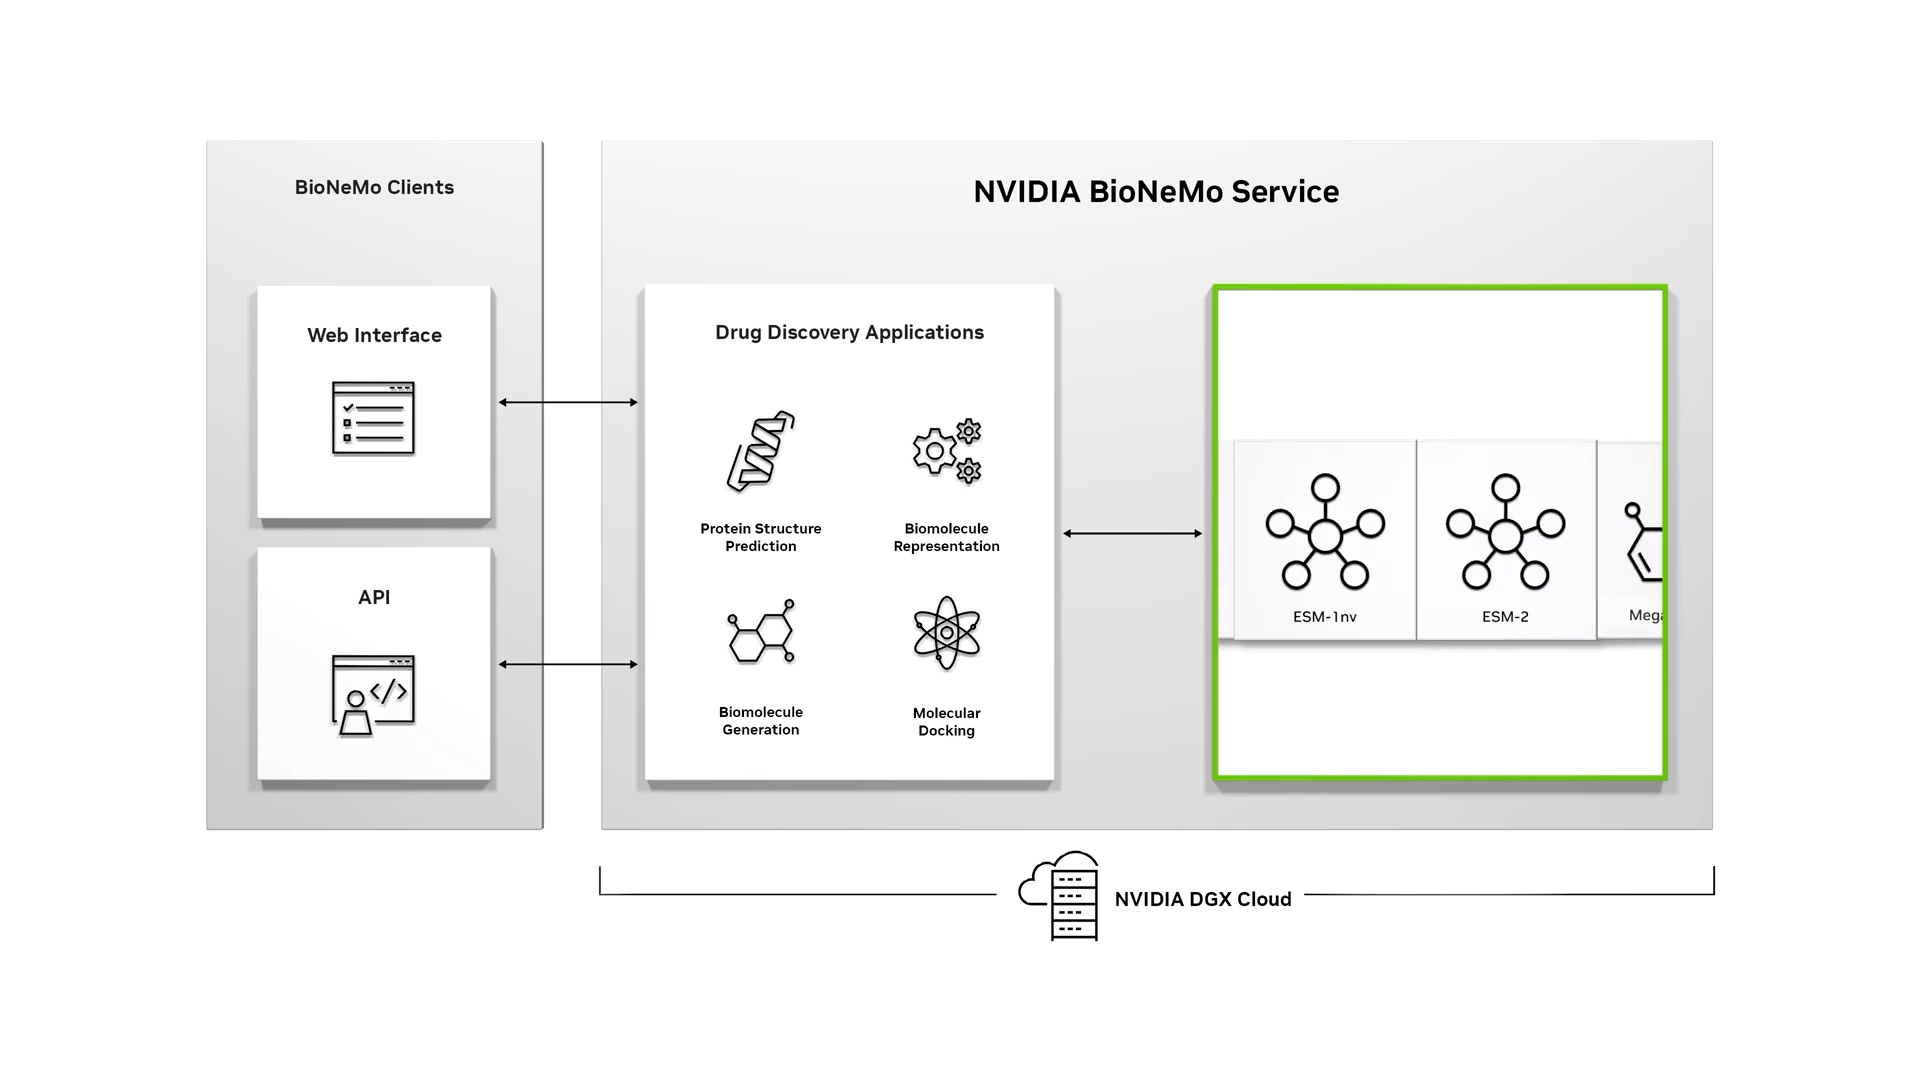 BioNeMo Clients
Web Interface
API
NVIDIA BioNeMo Service
Drug Discovery Applications
Protein Structure
Prediction
Biomolecule
Representation
Biomolecule
Generation
Molecular
Docking
ESM-1nv
ESM-2
NVIDIA DGX Cloud